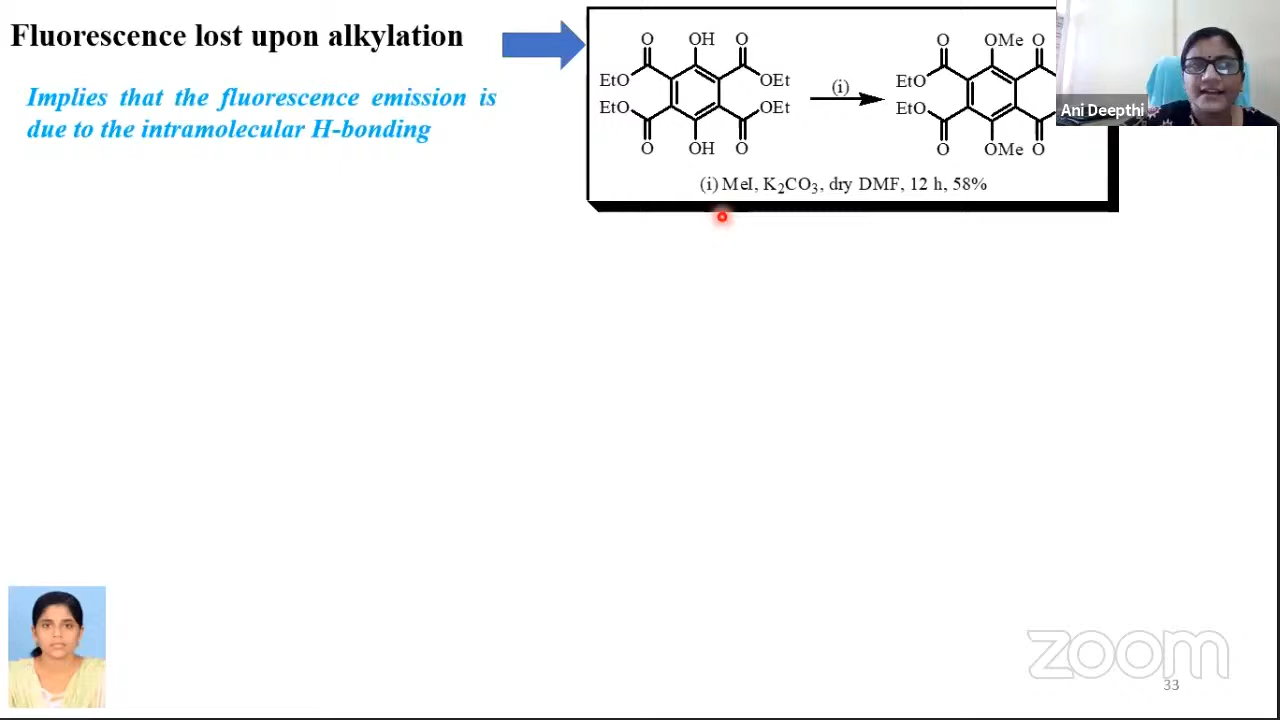 Fluorescence lost upon alkylation
Implies that the fluorescence emission is
due to the intramolecular H-bonding
O OH O
EtO OEt
EtO OEt
O OH O
(i)
O OMe O
EtO
EtO
O OMe O
(i) MeI, K2CO3, dry DMF, 12 h, 58%
Ani Deepthi
zoom
33